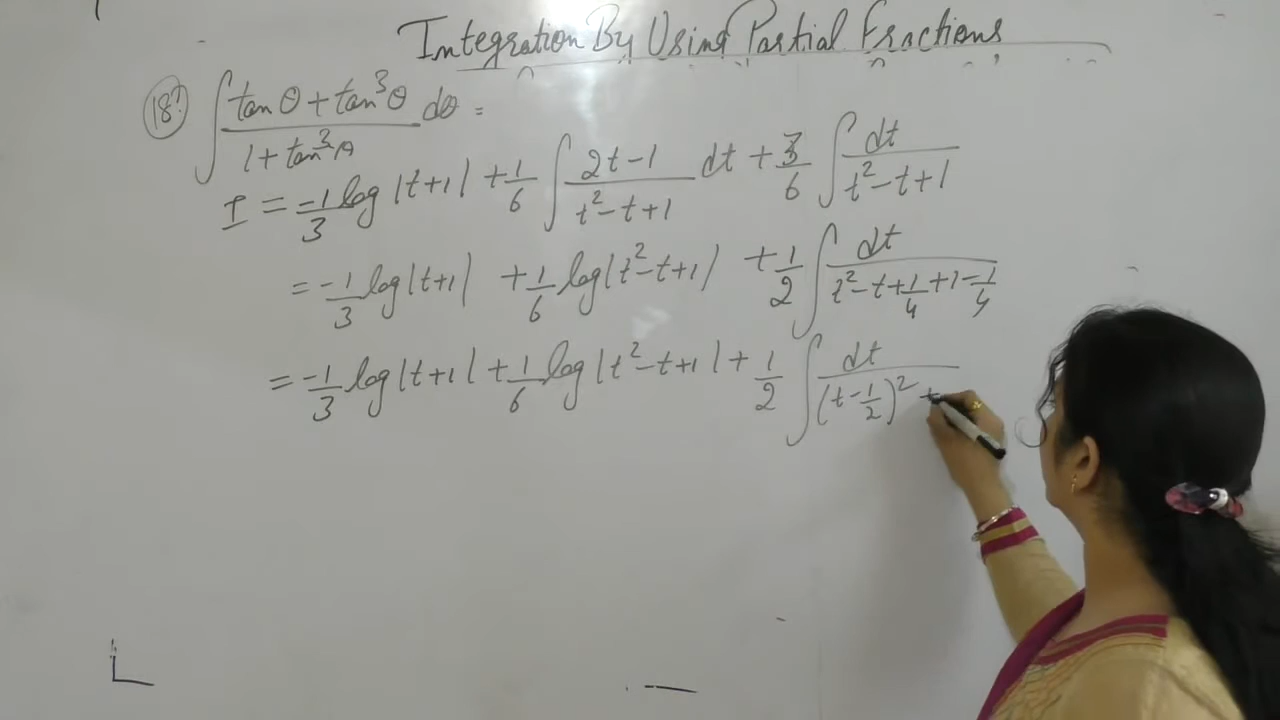 Integration By Using Partial Fractions
18? ∫ (tan θ + tan³θ)/(1 + tan³θ) dθ =
I = -1/3 log |t+1| + 1/6 ∫ (2t-1)/(t²-t+1) dt + 3/6 ∫ dt/(t²-t+1)
= -1/3 log|t+1| + 1/6 log|t²-t+1| + 1/2 ∫ dt/(t²-t+1/4+1-1/4)
= -1/3 log|t+1| + 1/6 log|t²-t+1| + 1/2 ∫ dt/((t-1/2)² +